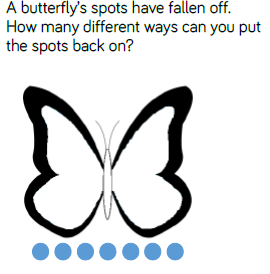 A butterfly's spots have fallen off.
How many different ways can you put
the spots back on?